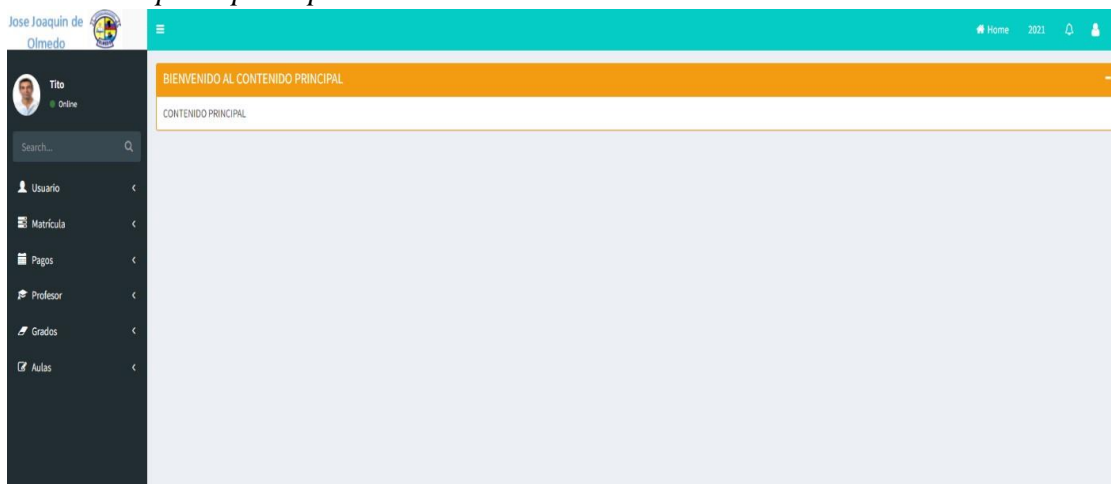 Jose Joaquin de
Olmedo
Home 2021
Tito
Online
BIENVENIDO AL CONTENIDO PRINCIPAL
CONTENIDO PRINCIPAL
Search...
Usuario
Matrícula
Pagos
Profesor
Grados
Aulas